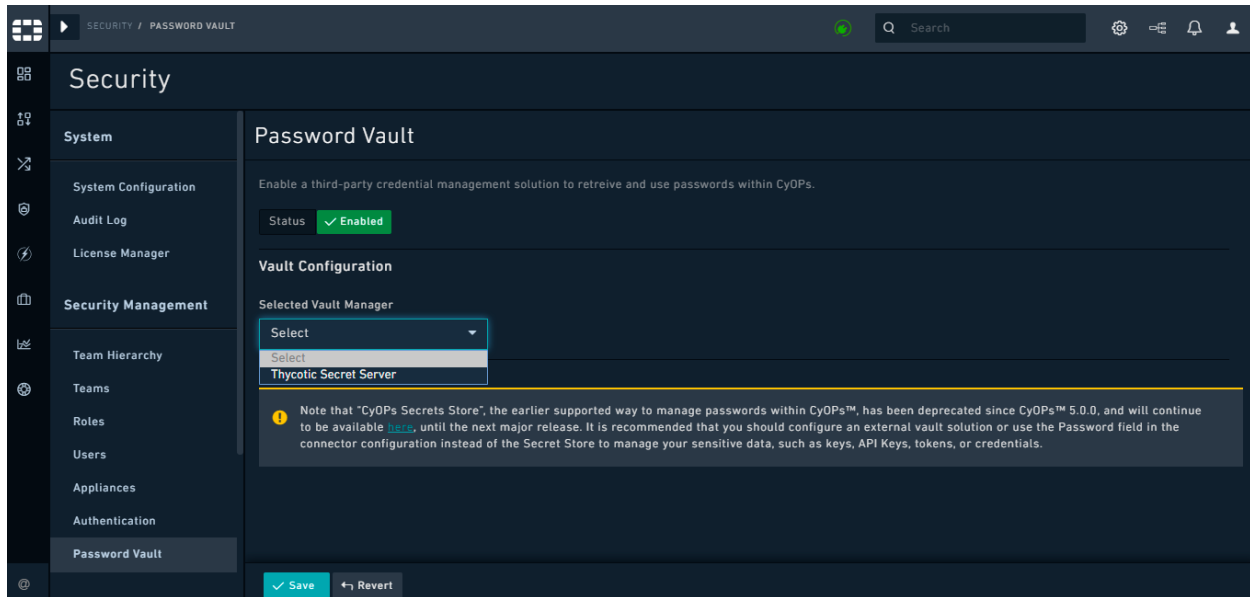 SECURITY / PASSWORD VAULT
Search
Security
System
System Configuration
Audit Log
License Manager
Security Management
Team Hierarchy
Teams
Roles
Users
Appliances
Authentication
Password Vault
@
Password Vault
Enable a third-party credential management solution to retreive and use passwords within CyOPs.
Status
Enabled
Vault Configuration
Selected Vault Manager
Select
Select
Thycotic Secret Server
Note that "CyOPs Secrets Store", the earlier supported way to manage passwords within CyOPs™, has been deprecated since CyOPs™ 5.0.0, and will continue
to be available here, until the next major release. It is recommended that you should configure an external vault solution or use the Password field in the
connector configuration instead of the Secret Store to manage your sensitive data, such as keys, API Keys, tokens, or credentials.
Save
Revert